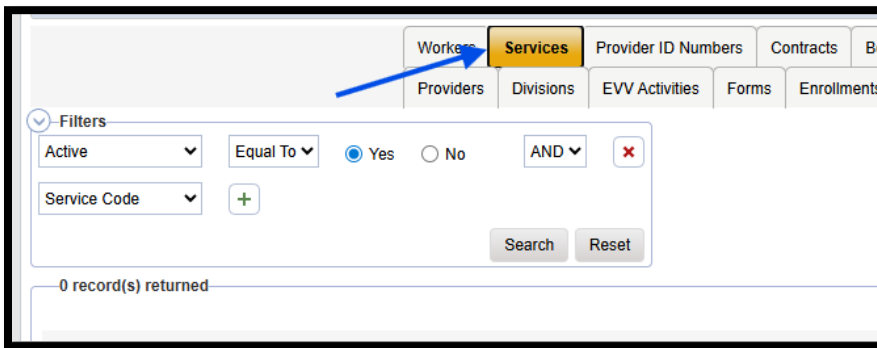 Workers Services Provider ID Numbers Contracts
Providers Divisions EVV Activities Forms Enrollments
Filters
Active Equal To Yes No AND
Service Code
Search Reset
0 record(s) returned